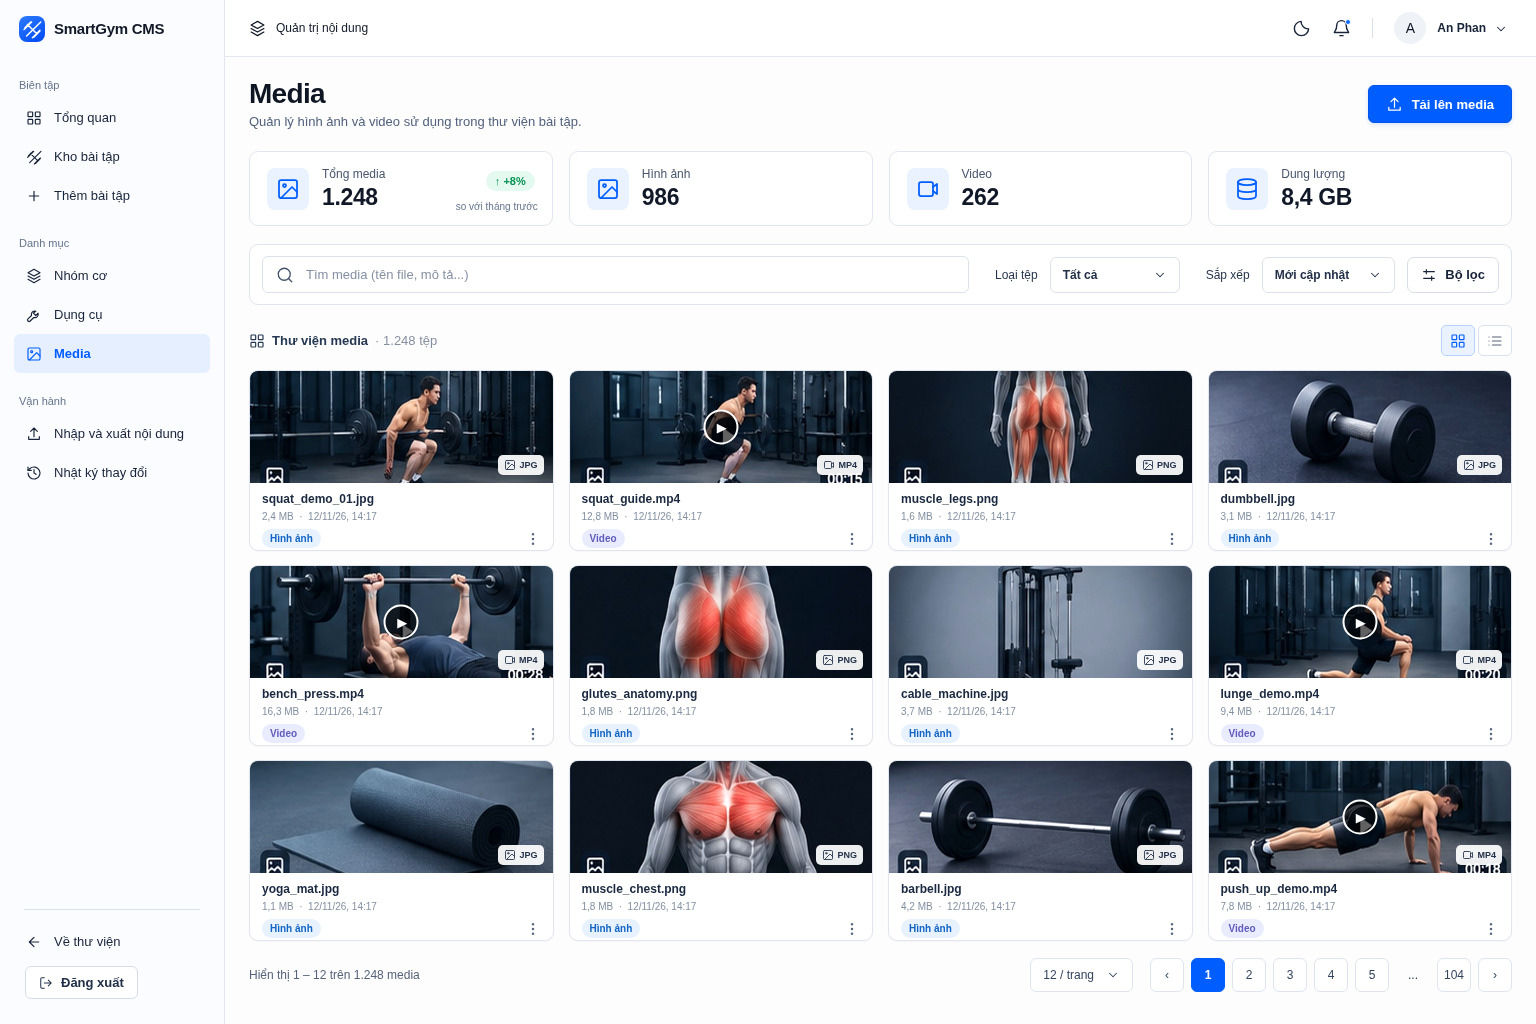 SmartGym CMS
Quản trị nội dung
A
An Phan
Biên tập
Tổng quan
Kho bài tập
Thêm bài tập
Danh mục
Nhóm cơ
Dụng cụ
Media
Vận hành
Nhập và xuất nội dung
Nhật ký thay đổi
Về thư viện
Đăng xuất
Media
Quản lý hình ảnh và video sử dụng trong thư viện bài tập.
Tải lên media
Tổng media
1.248
↑ +8%
so với tháng trước
Hình ảnh
986
Video
262
Dung lượng
8,4 GB
Tìm media (tên file, mô tả...)
Loại tệp
Tất cả
Sắp xếp
Mới cập nhật
Bộ lọc
Thư viện media · 1.248 tệp
JPG
squat_demo_01.jpg
2,4 MB · 12/11/26, 14:17
Hình ảnh
MP4
00:15
squat_guide.mp4
12,8 MB · 12/11/26, 14:17
Video
PNG
muscle_legs.png
1,6 MB · 12/11/26, 14:17
Hình ảnh
JPG
dumbbell.jpg
3,1 MB · 12/11/26, 14:17
Hình ảnh
MP4
00:28
bench_press.mp4
16,3 MB · 12/11/26, 14:17
Video
PNG
glutes_anatomy.png
1,8 MB · 12/11/26, 14:17
Hình ảnh
JPG
cable_machine.jpg
3,7 MB · 12/11/26, 14:17
Hình ảnh
MP4
00:20
lunge_demo.mp4
9,4 MB · 12/11/26, 14:17
Video
JPG
yoga_mat.jpg
1,1 MB · 12/11/26, 14:17
Hình ảnh
PNG
muscle_chest.png
1,8 MB · 12/11/26, 14:17
Hình ảnh
JPG
barbell.jpg
4,2 MB · 12/11/26, 14:17
Hình ảnh
MP4
00:18
push_up_demo.mp4
7,8 MB · 12/11/26, 14:17
Video
Hiển thị 1 – 12 trên 1.248 media
12 / trang
‹ 1 2 3 4 5 ... 104 ›